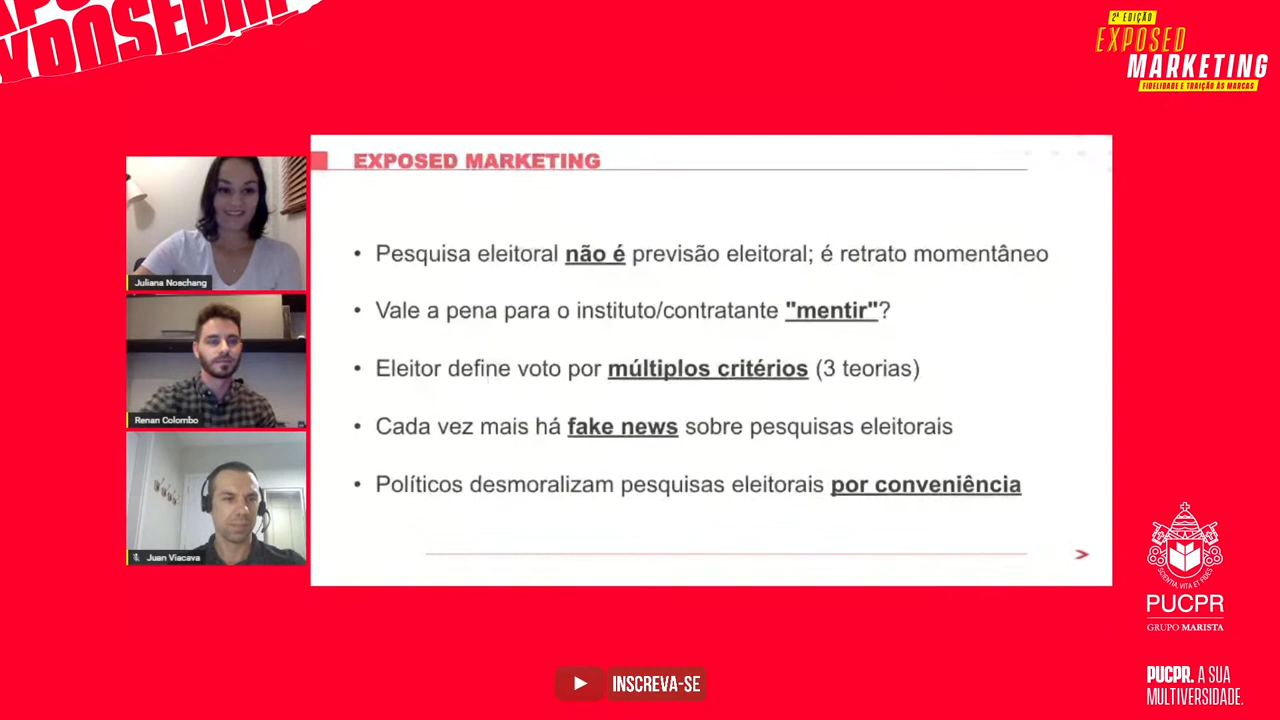 2ª EDIÇÃO
EXPOSED
MARKETING
FIDELIDADE E TRAIÇÃO ÀS MARCAS
EXPOSED MARKETING
• Pesquisa eleitoral não é previsão eleitoral; é retrato momentâneo
• Vale a pena para o instituto/contratante "mentir"?
• Eleitor define voto por múltiplos critérios (3 teorias)
• Cada vez mais há fake news sobre pesquisas eleitorais
• Políticos desmoralizam pesquisas eleitorais por conveniência
Juliana Noschang
Renan Colombo
Juan Viacava
SCIENTIA, VITA ET FIDES
PUCPR
GRUPO MARISTA
PUCPR. A SUA
MULTIVERSIDADE.
INSCREVA-SE